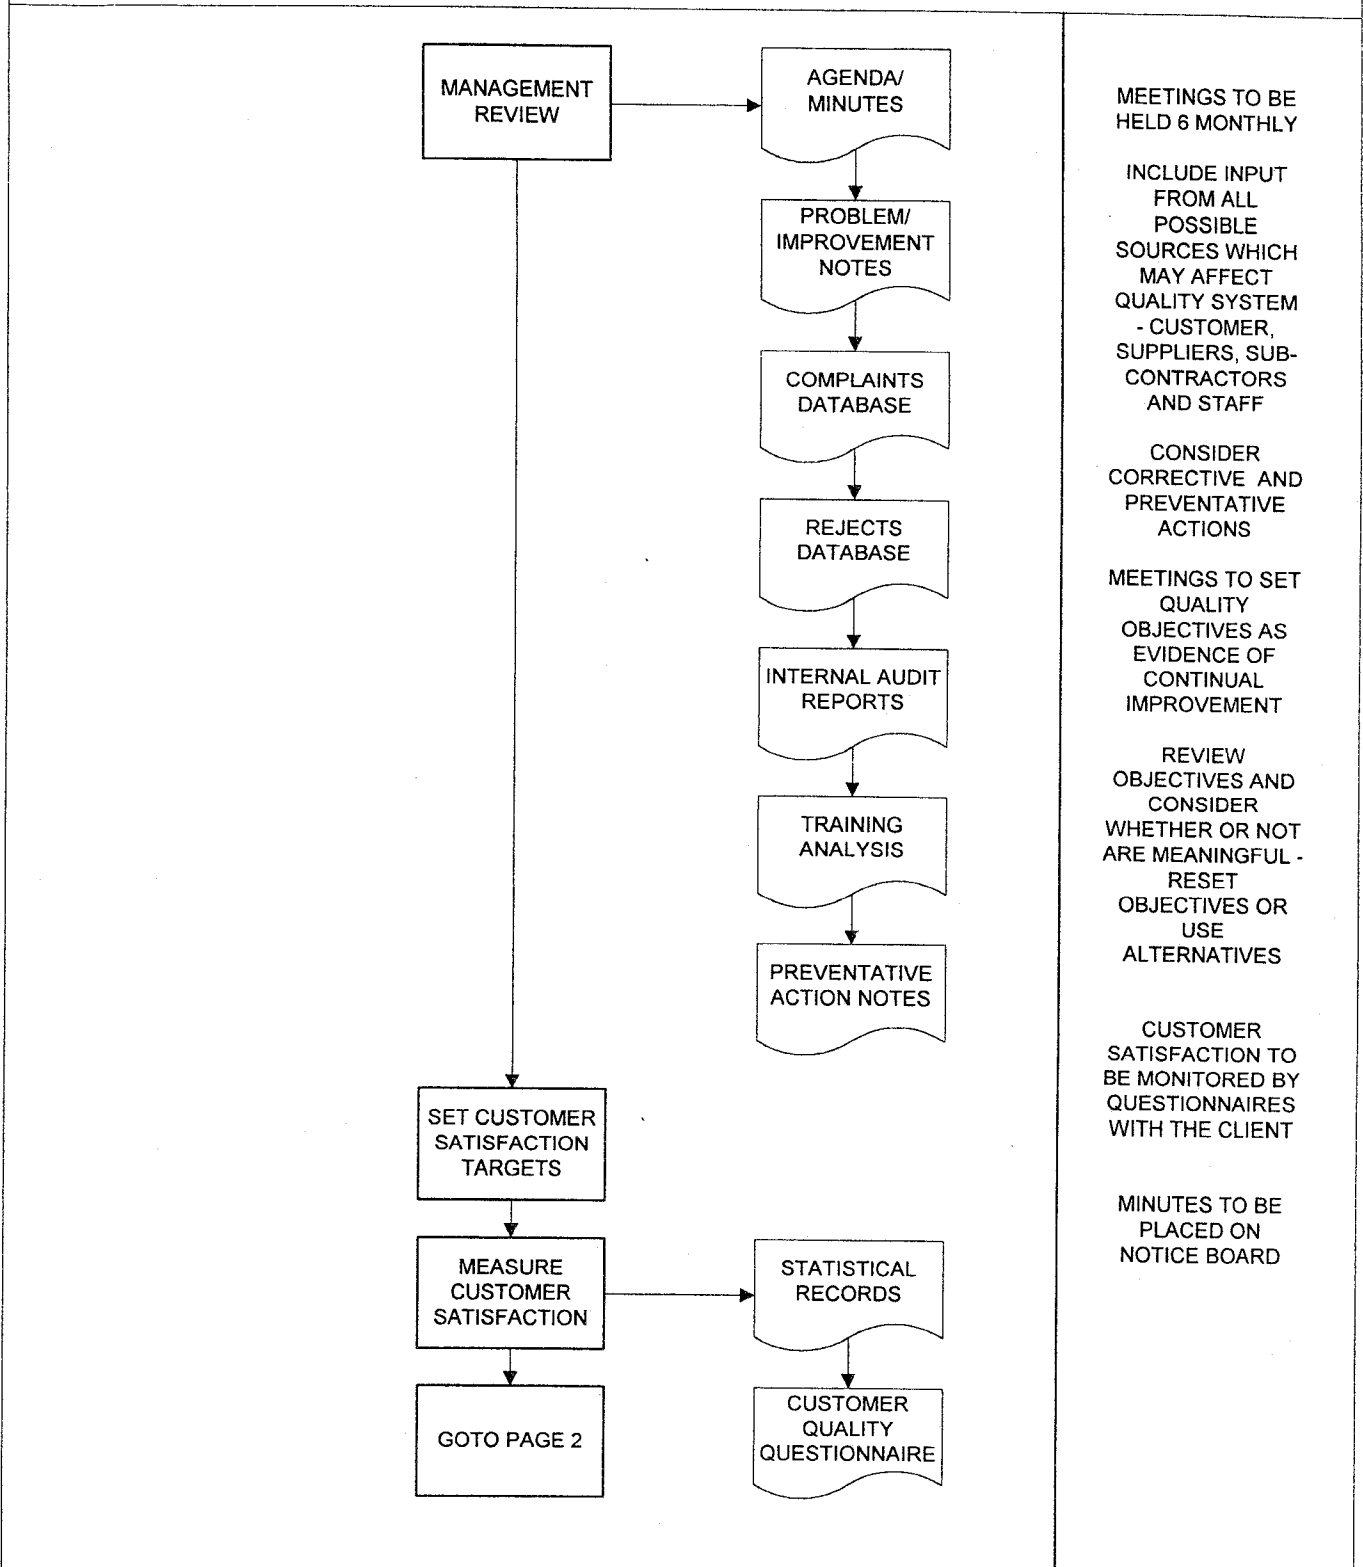 MANAGEMENT
REVIEW
AGENDA/
MINUTES
PROBLEM/
IMPROVEMENT
NOTES
COMPLAINTS
DATABASE
REJECTS
DATABASE
INTERNAL AUDIT
REPORTS
TRAINING
ANALYSIS
PREVENTATIVE
ACTION NOTES
SET CUSTOMER
SATISFACTION
TARGETS
MEASURE
CUSTOMER
SATISFACTION
STATISTICAL
RECORDS
GOTO PAGE 2
CUSTOMER
QUALITY
QUESTIONNAIRE
MEETINGS TO BE
HELD 6 MONTHLY
INCLUDE INPUT
FROM ALL
POSSIBLE
SOURCES WHICH
MAY AFFECT
QUALITY SYSTEM
- CUSTOMER,
SUPPLIERS, SUB-
CONTRACTORS
AND STAFF
CONSIDER
CORRECTIVE AND
PREVENTATIVE
ACTIONS
MEETINGS TO SET
QUALITY
OBJECTIVES AS
EVIDENCE OF
CONTINUAL
IMPROVEMENT
REVIEW
OBJECTIVES AND
CONSIDER
WHETHER OR NOT
ARE MEANINGFUL -
RESET
OBJECTIVES OR
USE
ALTERNATIVES
CUSTOMER
SATISFACTION TO
BE MONITORED BY
QUESTIONNAIRES
WITH THE CLIENT
MINUTES TO BE
PLACED ON
NOTICE BOARD